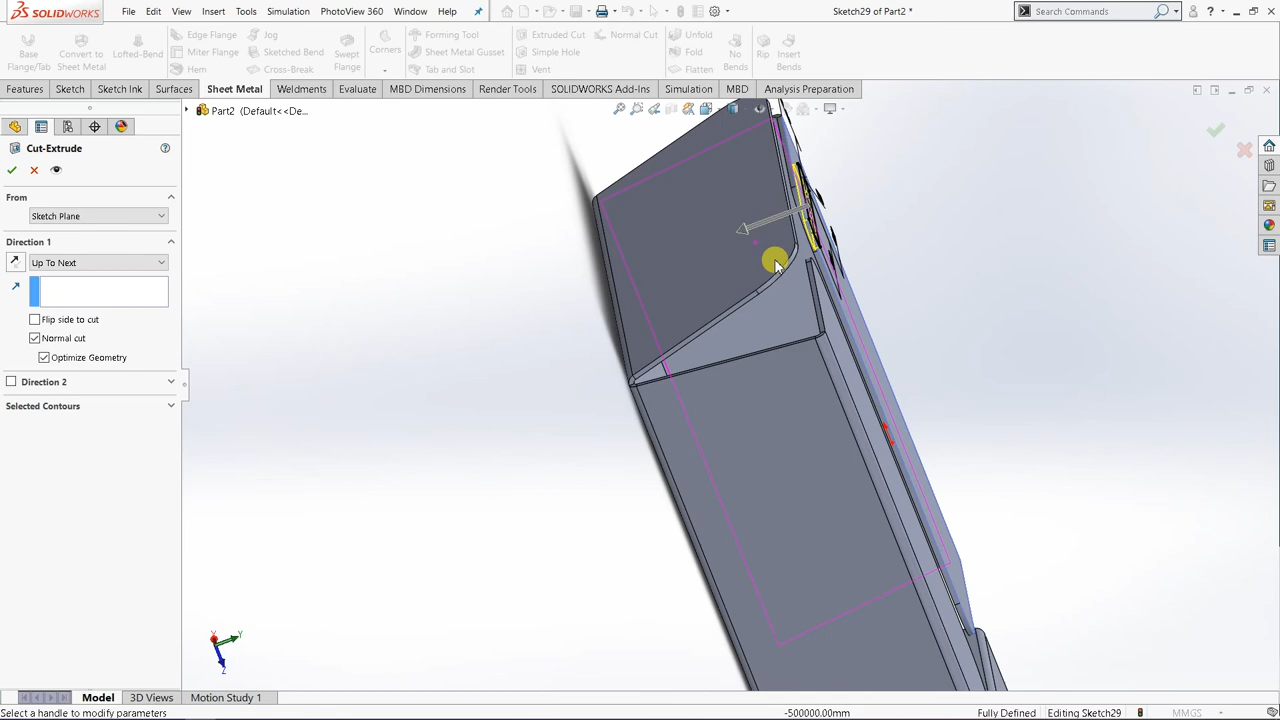 SOLIDWORKS File Edit View Insert Tools Simulation PhotoView 360 Window Help Sketch29 of Part2 * Search Commands
Base Flange/Tab Convert to Sheet Metal Lofted-Bend Edge Flange Miter Flange Hem Jog Sketched Bend Cross-Break Swept Flange Corners Forming Tool Sheet Metal Gusset Tab and Slot Extruded Cut Simple Hole Vent Normal Cut Unfold Fold Flatten No Bends Rip Insert Bends
Features Sketch Sketch Ink Surfaces Sheet Metal Weldments Evaluate MBD Dimensions Render Tools SOLIDWORKS Add-Ins Simulation MBD Analysis Preparation
Part2 (Default<<De...
Cut-Extrude
From
Sketch Plane
Direction 1
Up To Next
Flip side to cut
Normal cut
Optimize Geometry
Direction 2
Selected Contours
X Y Z
Model 3D Views Motion Study 1
Select a handle to modify parameters -500000.00mm Fully Defined Editing Sketch29 MMGS